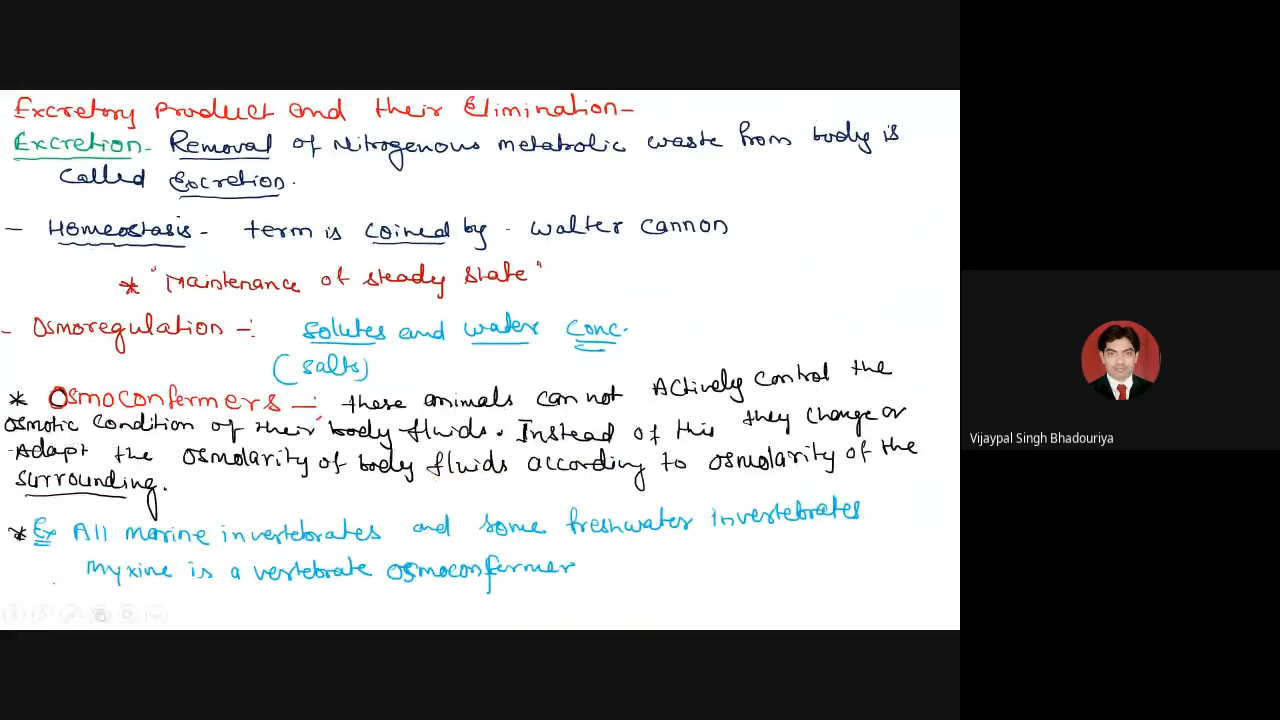 Excretory Product and their Elimination-
Excretion- Removal of Nitrogenous metabolic waste from body is
called Excretion.
- Homeostasis- term is coined by - Walter Cannon
* "Maintenance of steady state"
- Osmoregulation -: solutes and water conc.
(salts)
* Osmoconfermers -: these animals can not Actively control the
Osmotic Condition of their body fluids. Instead of this they change or
Adapt the osmolarity of body fluids according to osmolarity of the
surrounding.
* Ex All marine invertebrates and some freshwater invertebrates
Myxine is a vertebrate osmoconfermer
Vijaypal Singh Bhadouriya